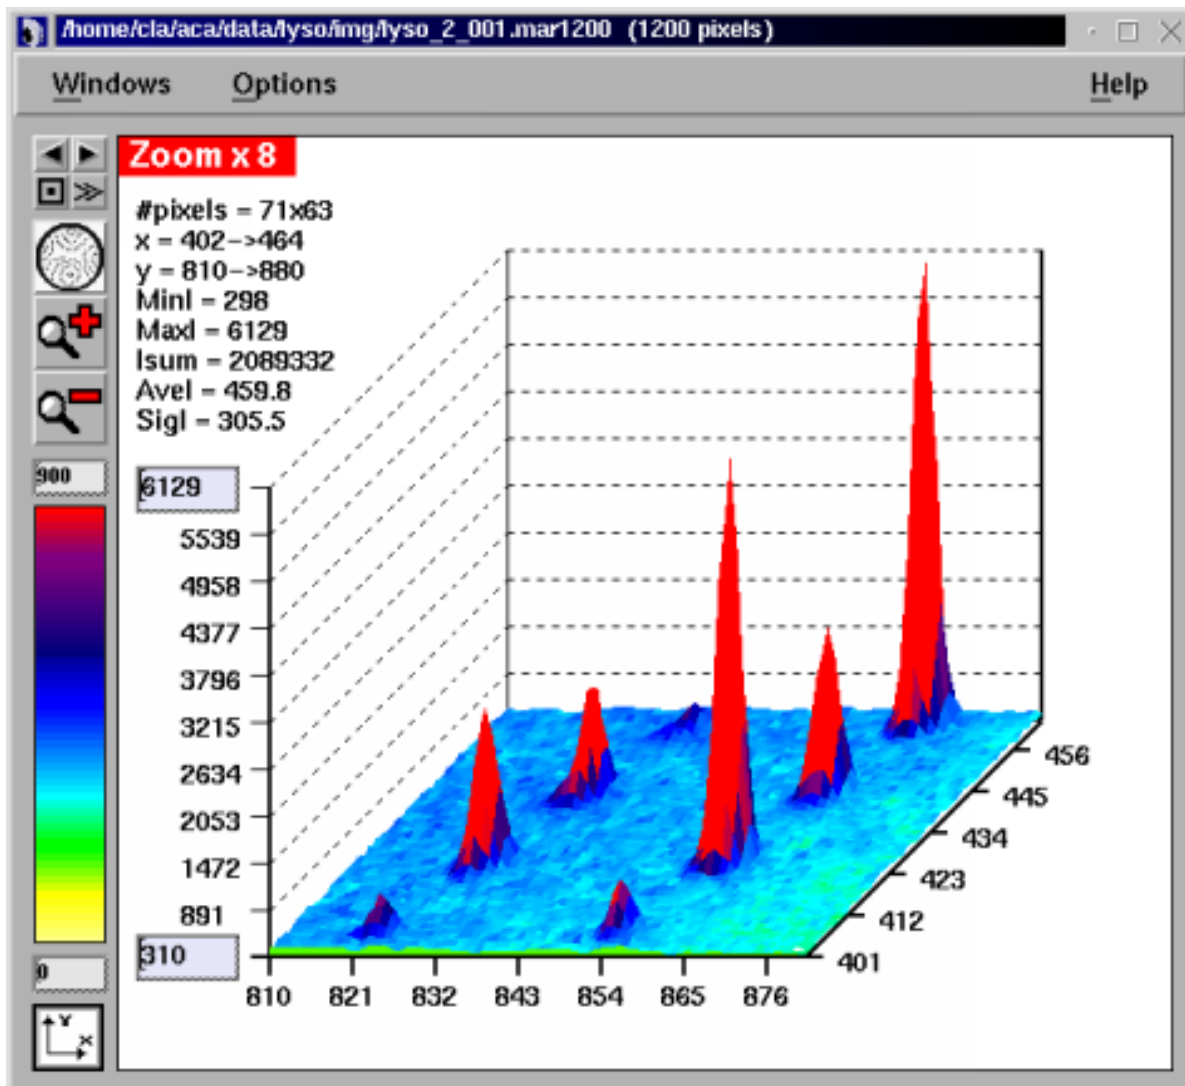 /home/cla/aca/data/lyso/img/lyso_2_001.mar1200 (1200 pixels)
Windows Options Help
Zoom x 8
#pixels = 71x63
x = 402->464
y = 810->880
MinI = 298
MaxI = 6129
Isum = 2089332
AveI = 459.8
SigI = 305.5
900
6129
5539
4958
4377
3796
3215
2634
2053
1472
891
310
0
810 821 832 843 854 865 876
456
445
434
423
412
401
Y
X